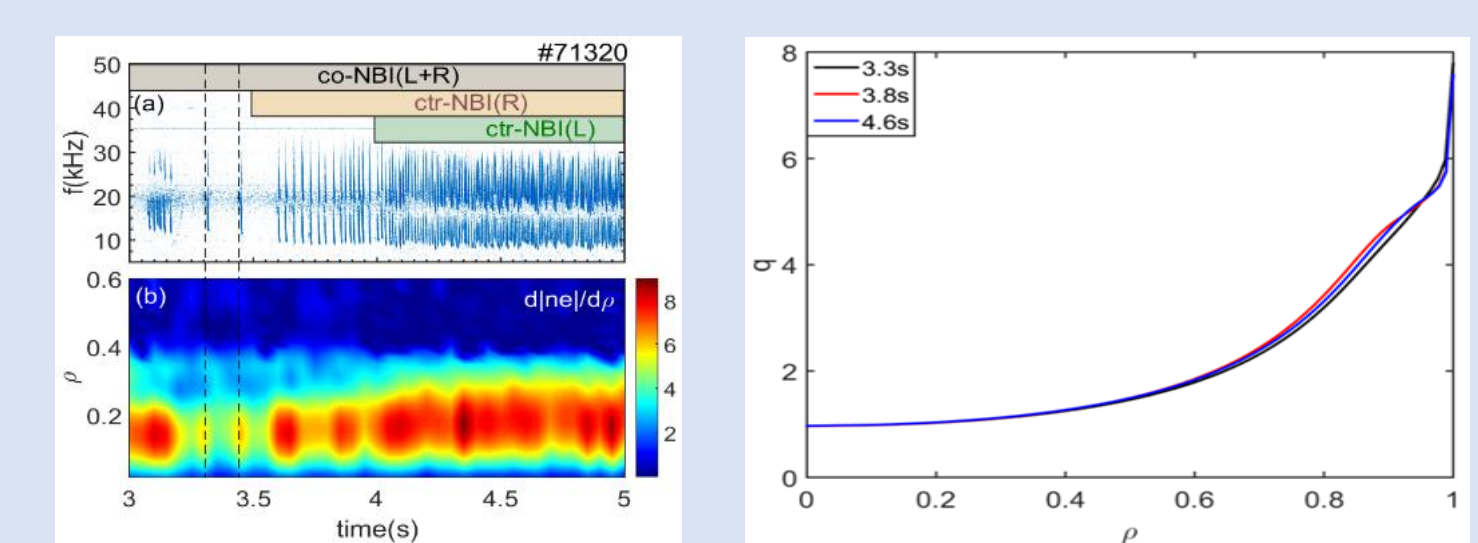 #71320
50
40
30
20
10
f(kHz)
co-NBI(L+R)
(a)
ctr-NBI(R)
ctr-NBI(L)
0.6
0.4
0.2
ρ
(b)
d|ne|/dρ
8
6
4
2
3
3.5
4
4.5
5
time(s)
8
6
4
2
0
q
3.3s
3.8s
4.6s
0
0.2
0.4
0.6
0.8
1
ρ